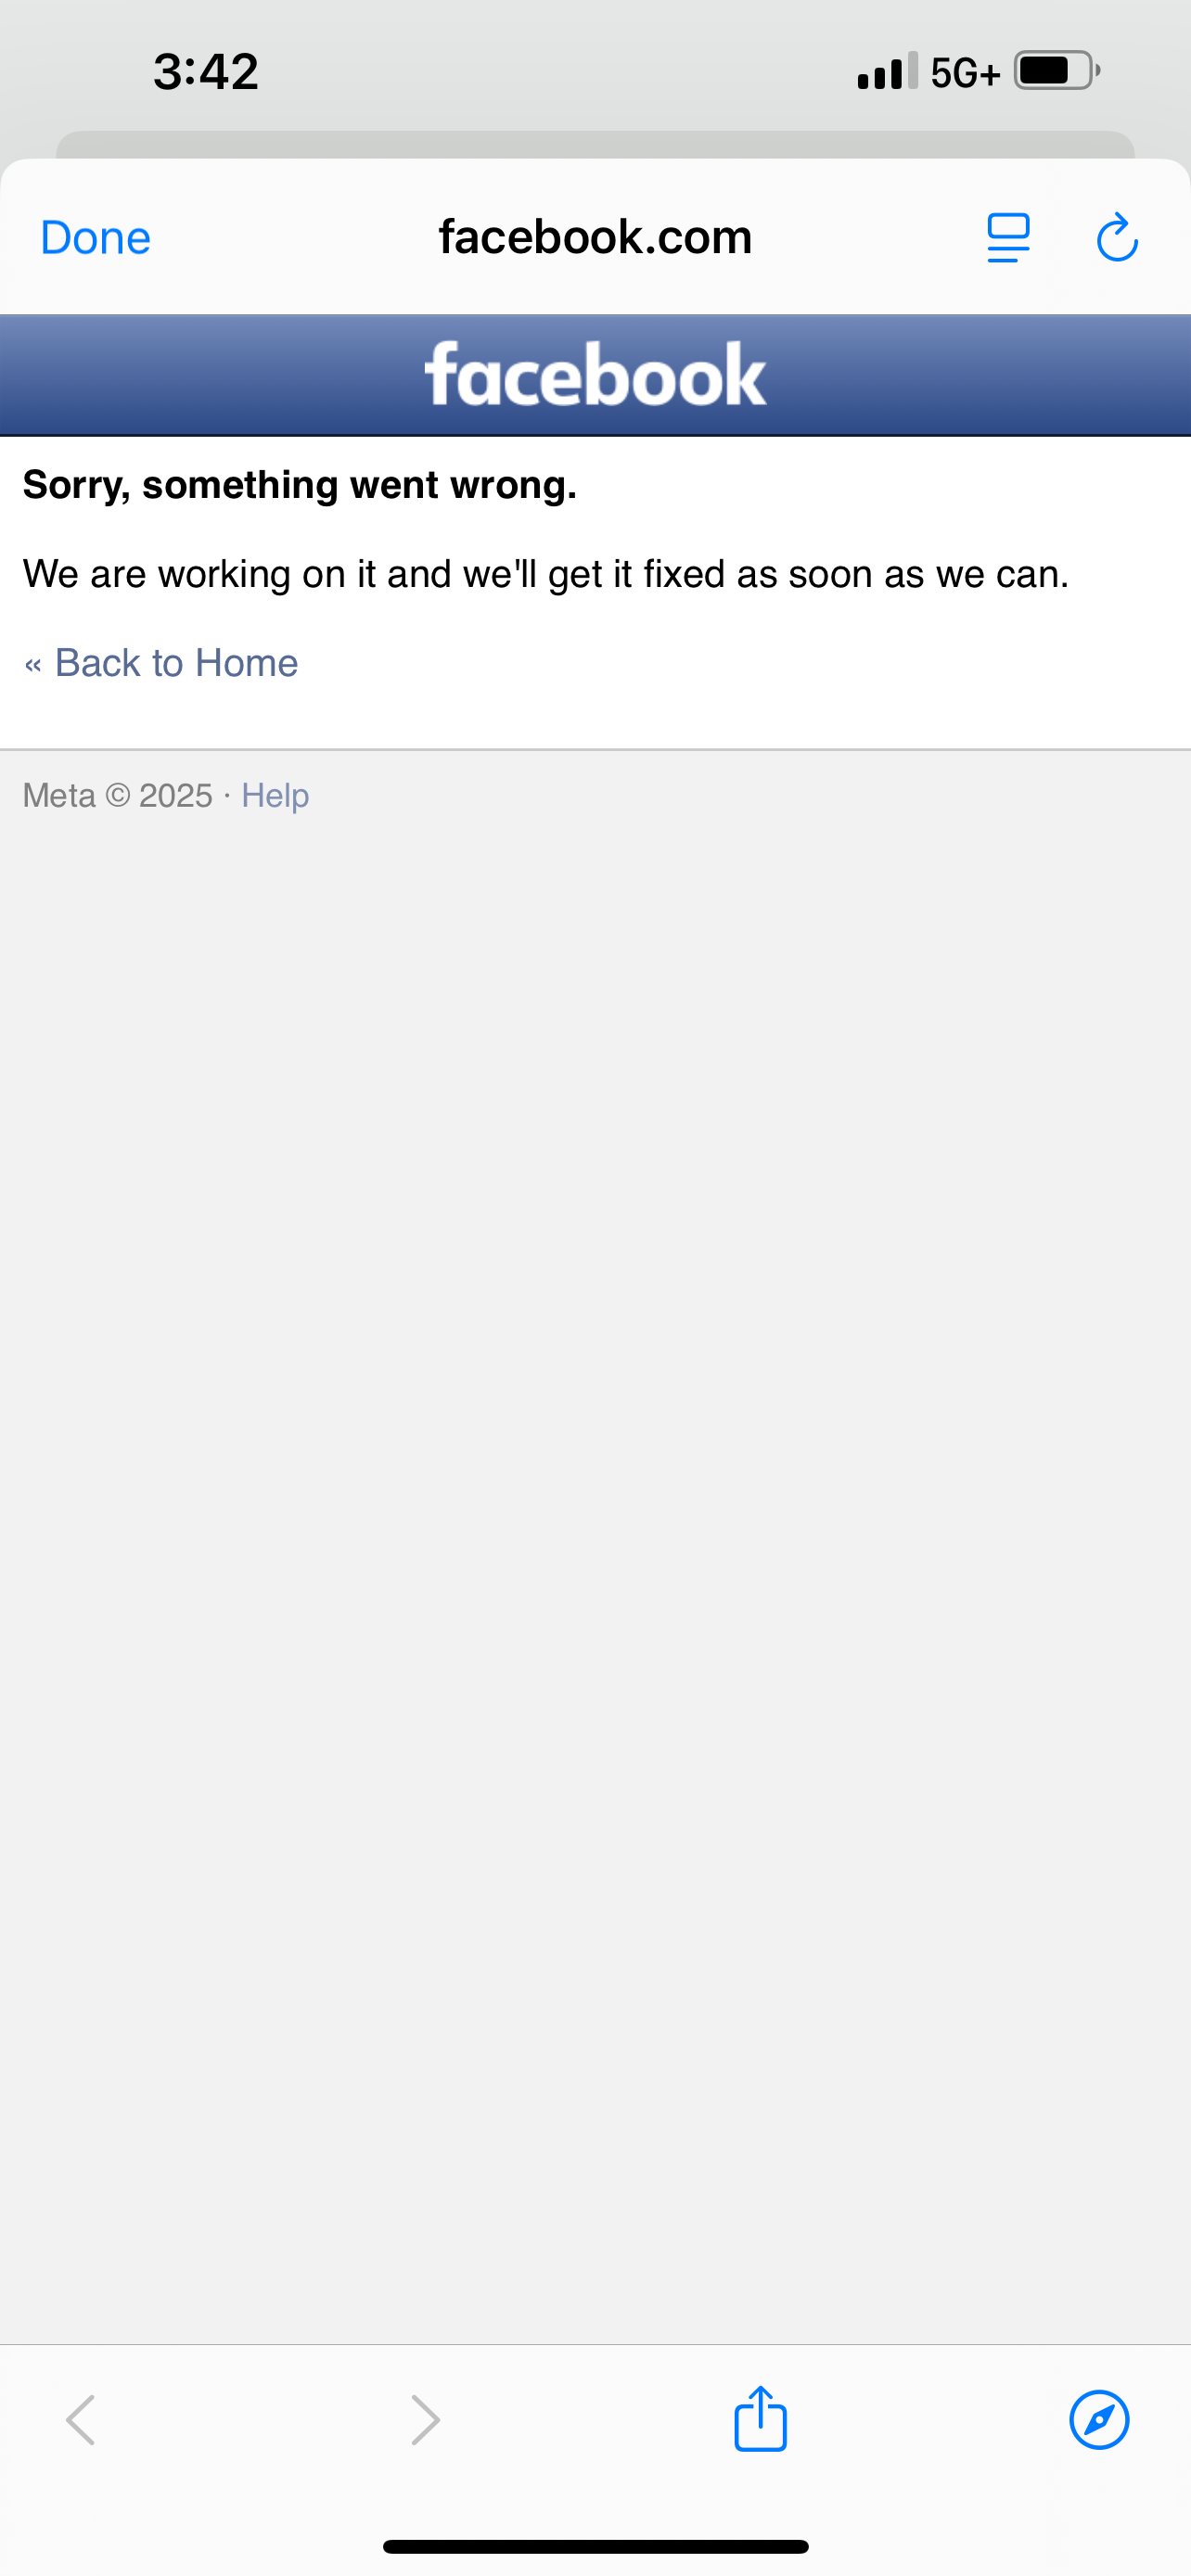 3:42
5G+
Done
facebook.com
facebook
Sorry, something went wrong.
We are working on it and we'll get it fixed as soon as we can.
« Back to Home
Meta © 2025 · Help